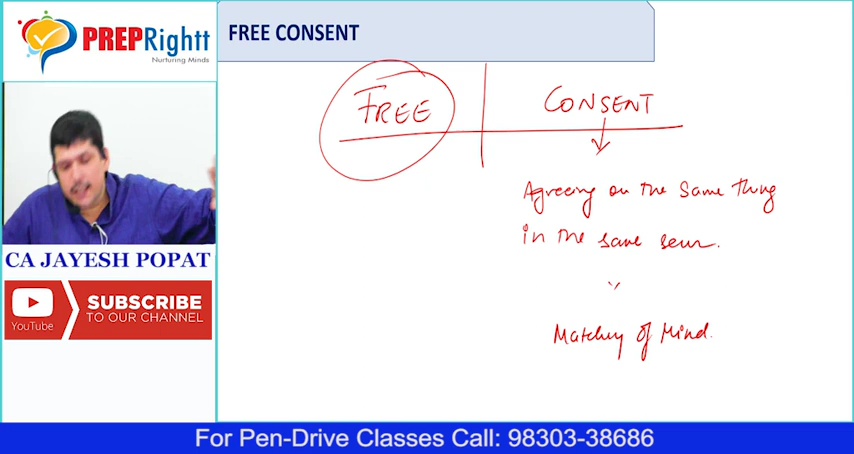 PREPRightt
Nurturing Minds
FREE CONSENT
FREE
CONSENT
Agreeing on the same thing
in the same
Matching of Mind.
CA JAYESH POPAT
YouTube
SUBSCRIBE
TO OUR CHANNEL
For Pen-Drive Classes Call: 98303-38686